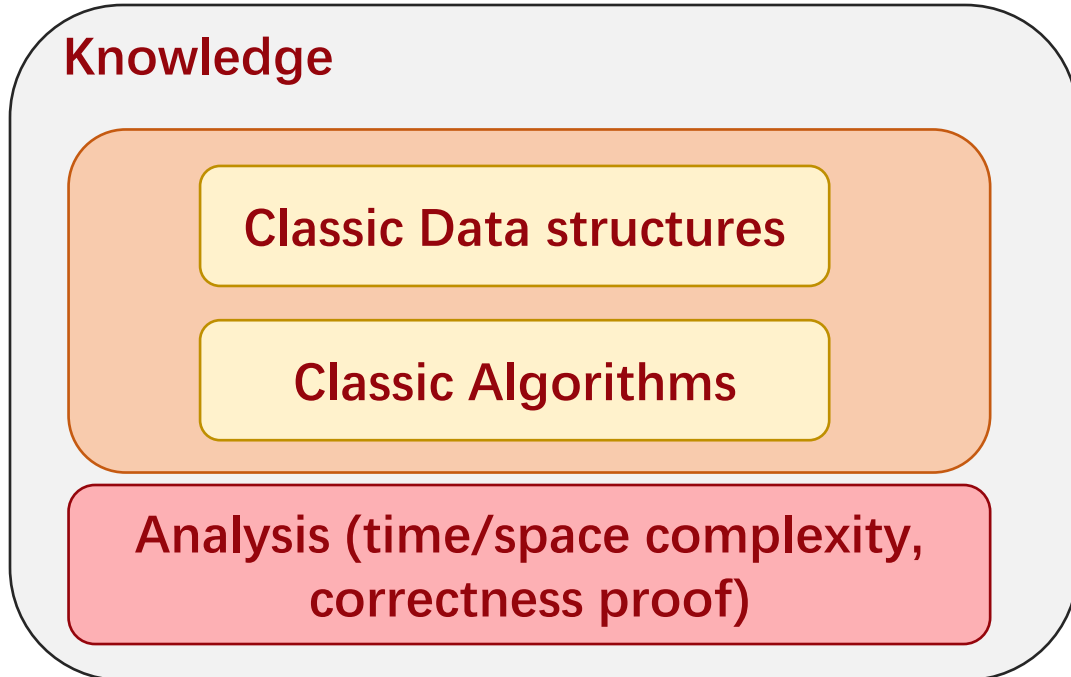 Knowledge
Classic Data structures
Classic Algorithms
Analysis (time/space complexity,
correctness proof)